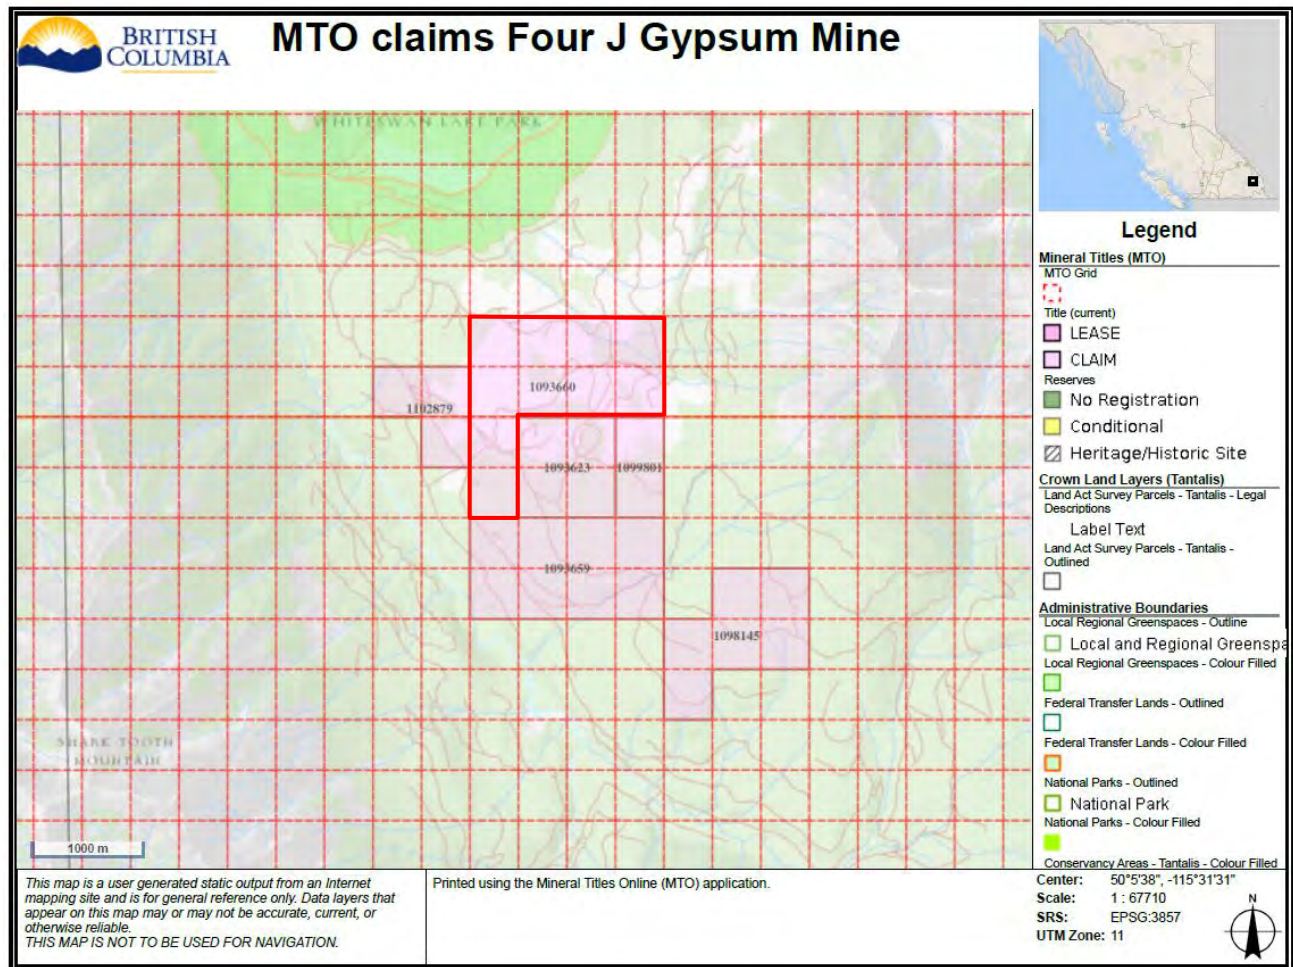 BRITISH
COLUMBIA
MTO claims Four J Gypsum Mine
WHITESWAN LAKE PARK
1093660
1102879
1093623
1099801
1093659
1098145
SHARK TOOTH
MOUNTAIN
1000 m
Legend
Mineral Titles (MTO)
MTO Grid
Title (current)
LEASE
CLAIM
Reserves
No Registration
Conditional
Heritage/Historic Site
Crown Land Layers (Tantalis)
Land Act Survey Parcels - Tantalis - Legal
Descriptions
Label Text
Land Act Survey Parcels - Tantalis -
Outlined
Administrative Boundaries
Local Regional Greenspaces - Outline
Local and Regional Greenspa
Local Regional Greenspaces - Colour Filled
Federal Transfer Lands - Outlined
Federal Transfer Lands - Colour Filled
National Parks - Outlined
National Park
National Parks - Colour Filled
Conservancy Areas - Tantalis - Colour Filled
This map is a user generated static output from an Internet
mapping site and is for general reference only. Data layers that
appear on this map may or may not be accurate, current, or
otherwise reliable.
THIS MAP IS NOT TO BE USED FOR NAVIGATION.
Printed using the Mineral Titles Online (MTO) application.
Center: 50°5'38", -115°31'31"
Scale: 1 : 67710
SRS: EPSG:3857
UTM Zone: 11
N